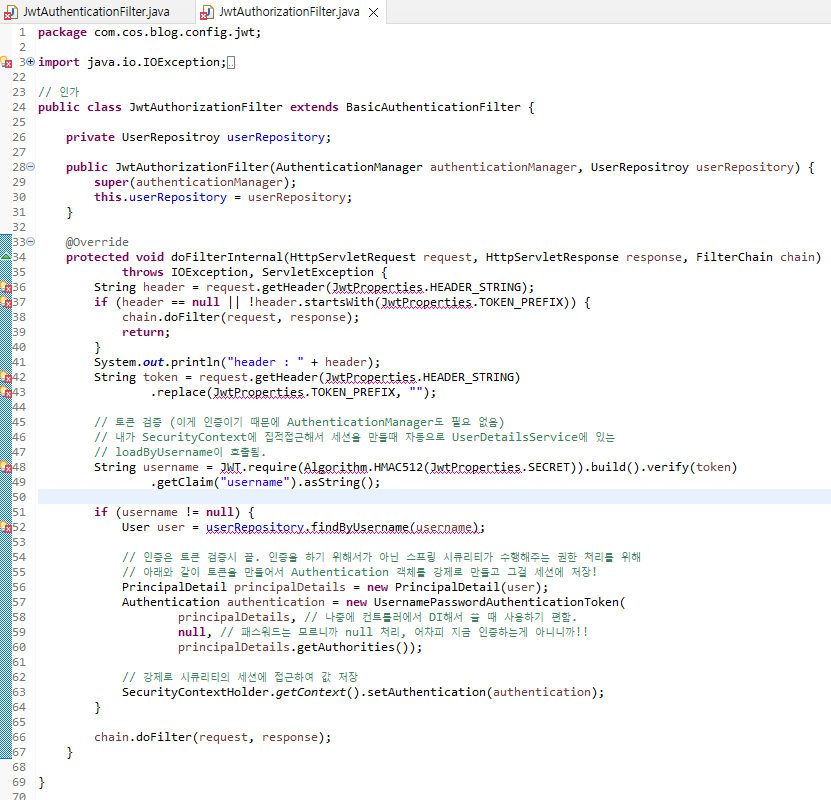 JwtAuthenticationFilter.java JwtAuthorizationFilter.java
1 package com.cos.blog.config.jwt;
2
3 import java.io.IOException;
22
23 // 인가
24 public class JwtAuthorizationFilter extends BasicAuthenticationFilter {
25
26 private UserRepositroy userRepository;
27
28 public JwtAuthorizationFilter(AuthenticationManager authenticationManager, UserRepositroy userRepository) {
29 super(authenticationManager);
30 this.userRepository = userRepository;
31 }
32
33 @Override
34 protected void doFilterInternal(HttpServletRequest request, HttpServletResponse response, FilterChain chain)
35 throws IOException, ServletException {
36 String header = request.getHeader(JwtProperties.HEADER_STRING);
37 if (header == null || !header.startsWith(JwtProperties.TOKEN_PREFIX)) {
38 chain.doFilter(request, response);
39 return;
40 }
41 System.out.println("header : " + header);
42 String token = request.getHeader(JwtProperties.HEADER_STRING)
43 .replace(JwtProperties.TOKEN_PREFIX, "");
44
45 // 토큰 검증 (이게 인증이기 때문에 AuthenticationManager도 필요 없음)
46 // 내가 SecurityContext에 집적접근해서 세션을 만들때 자동으로 UserDetailsService에 있는
47 // loadByUsername이 호출됨.
48 String username = JWT.require(Algorithm.HMAC512(JwtProperties.SECRET)).build().verify(token)
49 .getClaim("username").asString();
50
51 if (username != null) {
52 User user = userRepository.findByUsername(username);
53
54 // 인증은 토큰 검증시 끝. 인증을 하기 위해서가 아닌 스프링 시큐리티가 수행해주는 권한 처리를 위해
55 // 아래와 같이 토큰을 만들어서 Authentication 객체를 강제로 만들고 그걸 세션에 저장!
56 PrincipalDetail principalDetails = new PrincipalDetail(user);
57 Authentication authentication = new UsernamePasswordAuthenticationToken(
58 principalDetails, // 나중에 컨트롤러에서 DI해서 쓸 때 사용하기 편함.
59 null, // 패스워드는 모르니까 null 처리, 어차피 지금 인증하는게 아니니까!!
60 principalDetails.getAuthorities());
61
62 // 강제로 시큐리티의 세션에 접근하여 값 저장
63 SecurityContextHolder.getContext().setAuthentication(authentication);
64 }
65
66 chain.doFilter(request, response);
67 }
68
69 }
70